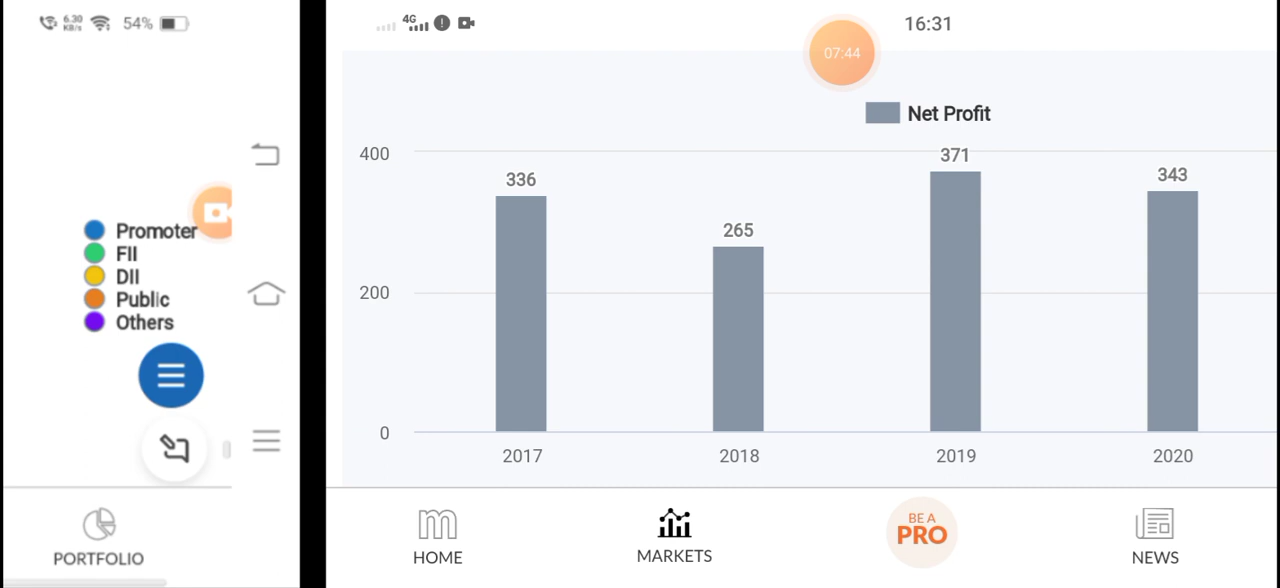 6.30
KB/s
54%
Promoter
FII
DII
Public
Others
PORTFOLIO
4G
16:31
07:44
Net Profit
400
371
336
343
265
200
0
2017 2018 2019 2020
HOME
MARKETS
BE A
PRO
NEWS